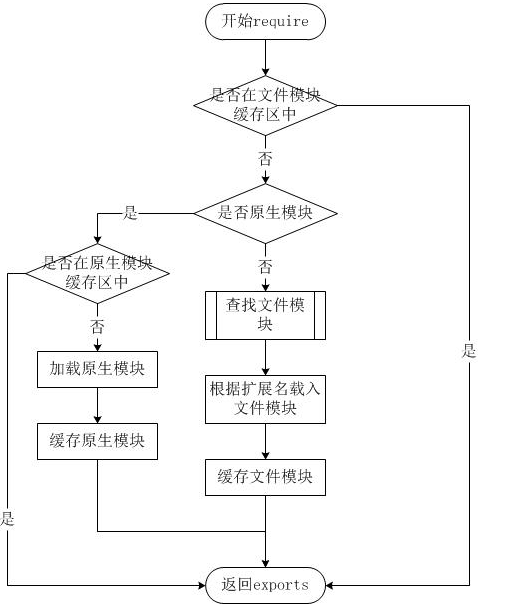 开始require
是否在文件模块
缓存区中
否
是
是否原生模块
是否在原生模块
缓存区中
否
查找文件模
块
否
是
加载原生模块
根据扩展名载入
文件模块
缓存原生模块
缓存文件模块
是
返回exports